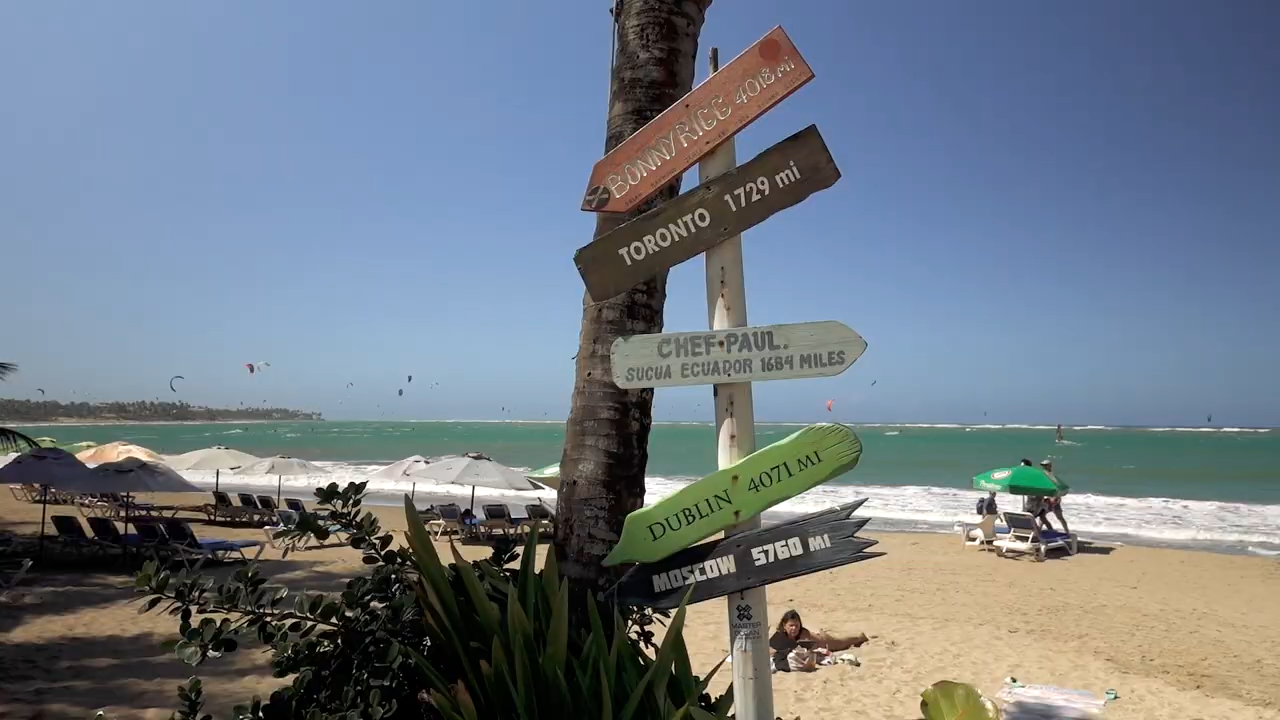 BONNYRIGG 4018 mi
TORONTO 1729 mi
CHEF PAUL.
SUCUA ECUADOR 1684 MILES
DUBLIN 4071 MI
MOSCOW 5760 MI
MASTER
OCEAN